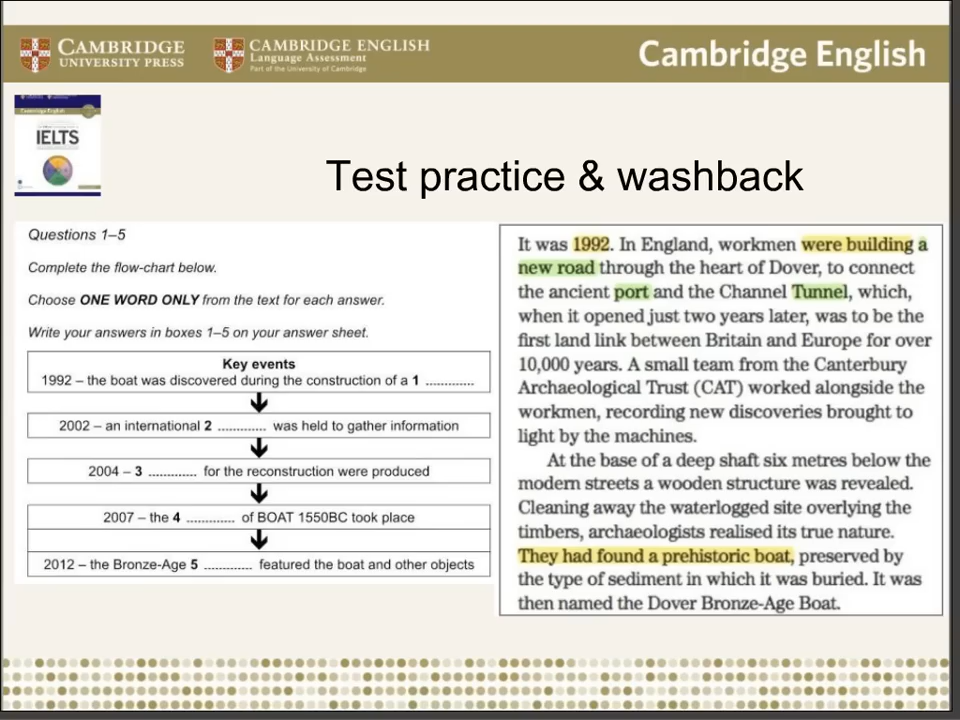 CAMBRIDGE
UNIVERSITY PRESS
CAMBRIDGE ENGLISH
Language Assessment
Part of the University of Cambridge
Cambridge English
IELTS
Test practice & washback
Questions 1–5
Complete the flow-chart below.
Choose ONE WORD ONLY from the text for each answer.
Write your answers in boxes 1–5 on your answer sheet.
Key events
1992 – the boat was discovered during the construction of a 1 .............
2002 – an international 2 ............. was held to gather information
2004 – 3 ............. for the reconstruction were produced
2007 – the 4 ............. of BOAT 1550BC took place
2012 – the Bronze-Age 5 ............. featured the boat and other objects
It was 1992. In England, workmen were building a
new road through the heart of Dover, to connect
the ancient port and the Channel Tunnel, which,
when it opened just two years later, was to be the
first land link between Britain and Europe for over
10,000 years. A small team from the Canterbury
Archaeological Trust (CAT) worked alongside the
workmen, recording new discoveries brought to
light by the machines.
At the base of a deep shaft six metres below the
modern streets a wooden structure was revealed.
Cleaning away the waterlogged site overlying the
timbers, archaeologists realised its true nature.
They had found a prehistoric boat, preserved by
the type of sediment in which it was buried. It was
then named the Dover Bronze-Age Boat.